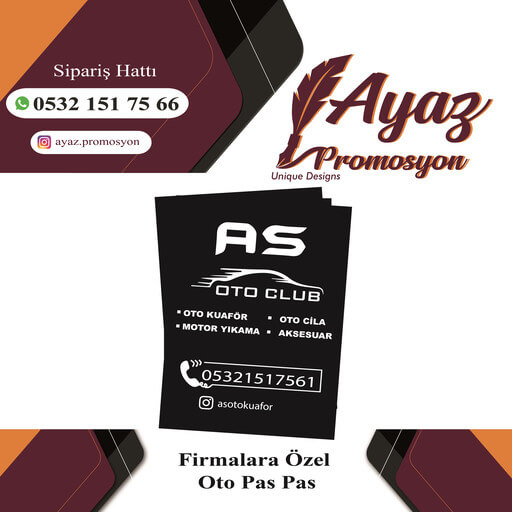 Sipariş Hattı
0532 151 75 66
ayaz.promosyon
Ayaz
Promosyon
Unique Designs
AS
OTO CLUB
▪ OTO KUAFÖR ▪ OTO CİLA
▪ MOTOR YIKAMA ▪ AKSESUAR
05321517561
asotokuafor
Firmalara Özel
Oto Pas Pas